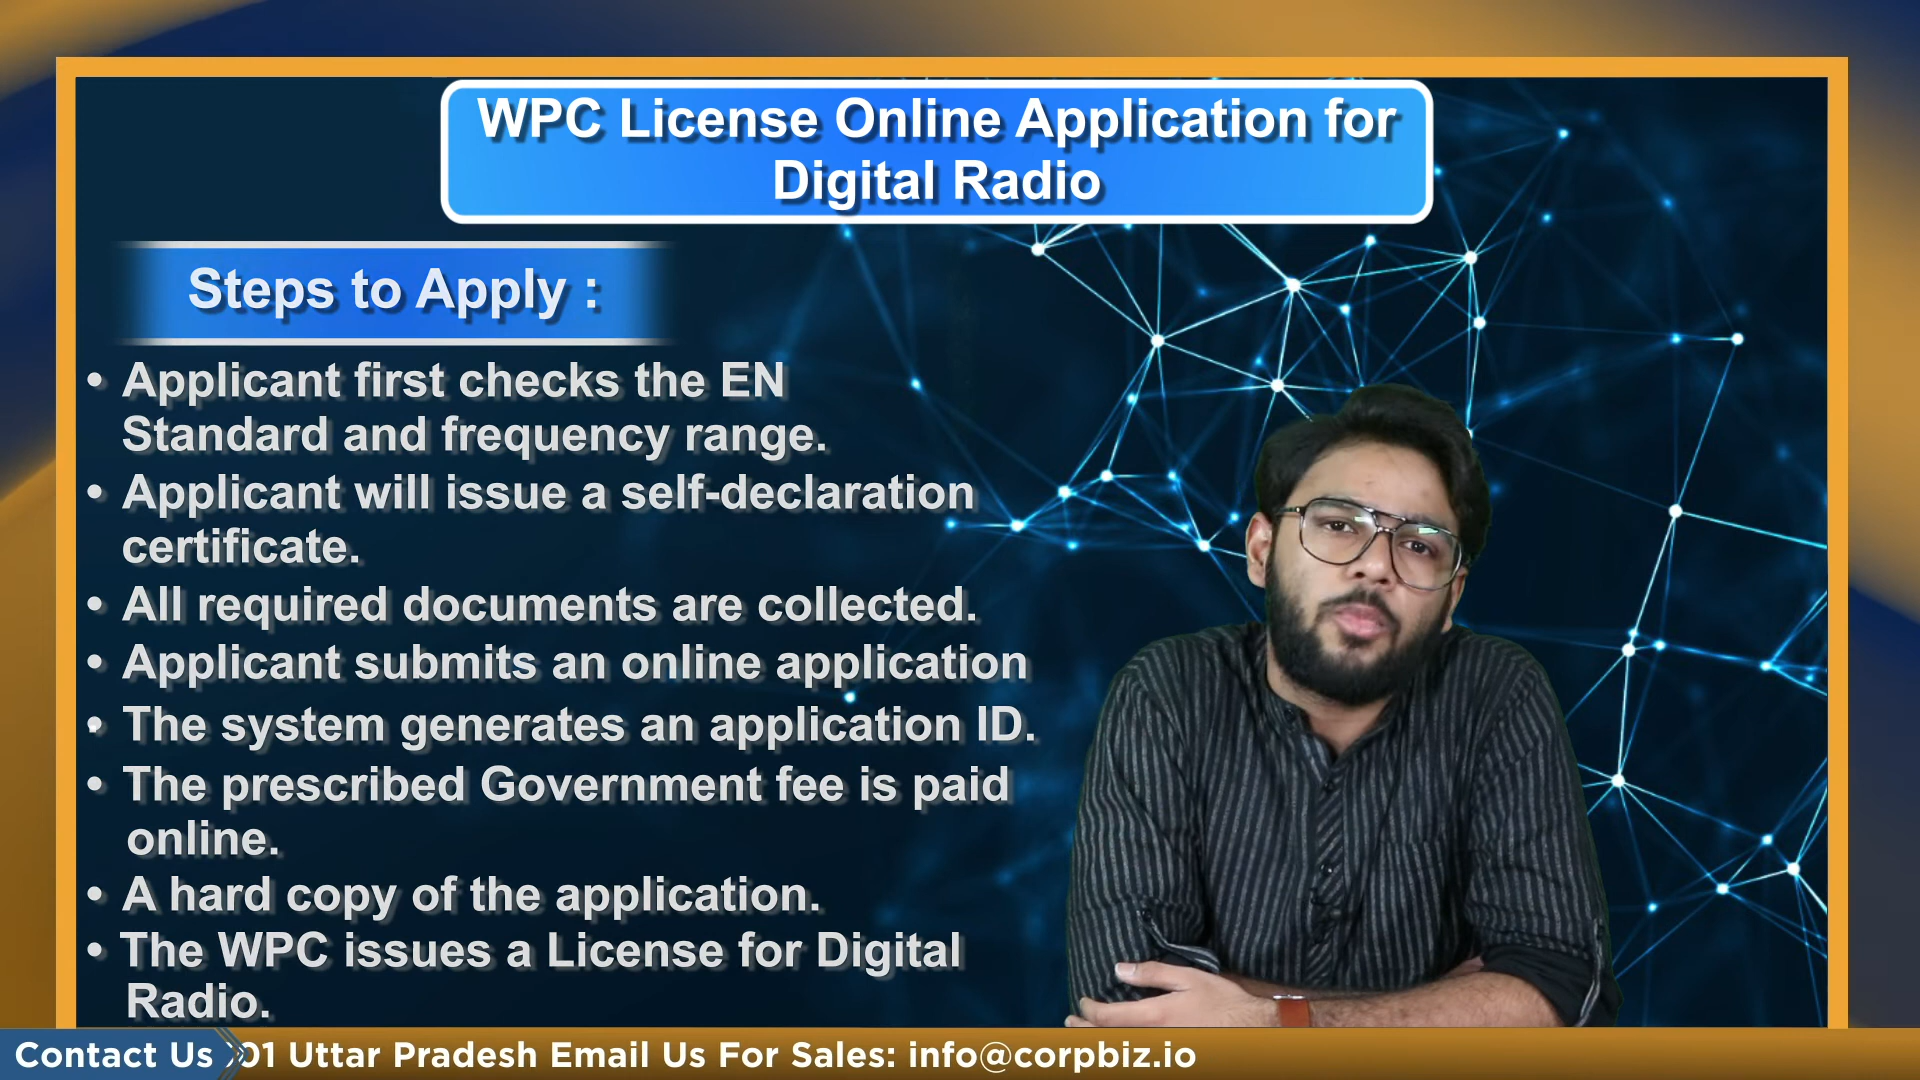 WPC License Online Application for
Digital Radio
Steps to Apply :
• Applicant first checks the EN
Standard and frequency range.
• Applicant will issue a self-declaration
certificate.
• All required documents are collected.
• Applicant submits an online application
• The system generates an application ID.
• The prescribed Government fee is paid
online.
• A hard copy of the application.
• The WPC issues a License for Digital
Radio.
Contact Us 01 Uttar Pradesh Email Us For Sales: info@corpbiz.io